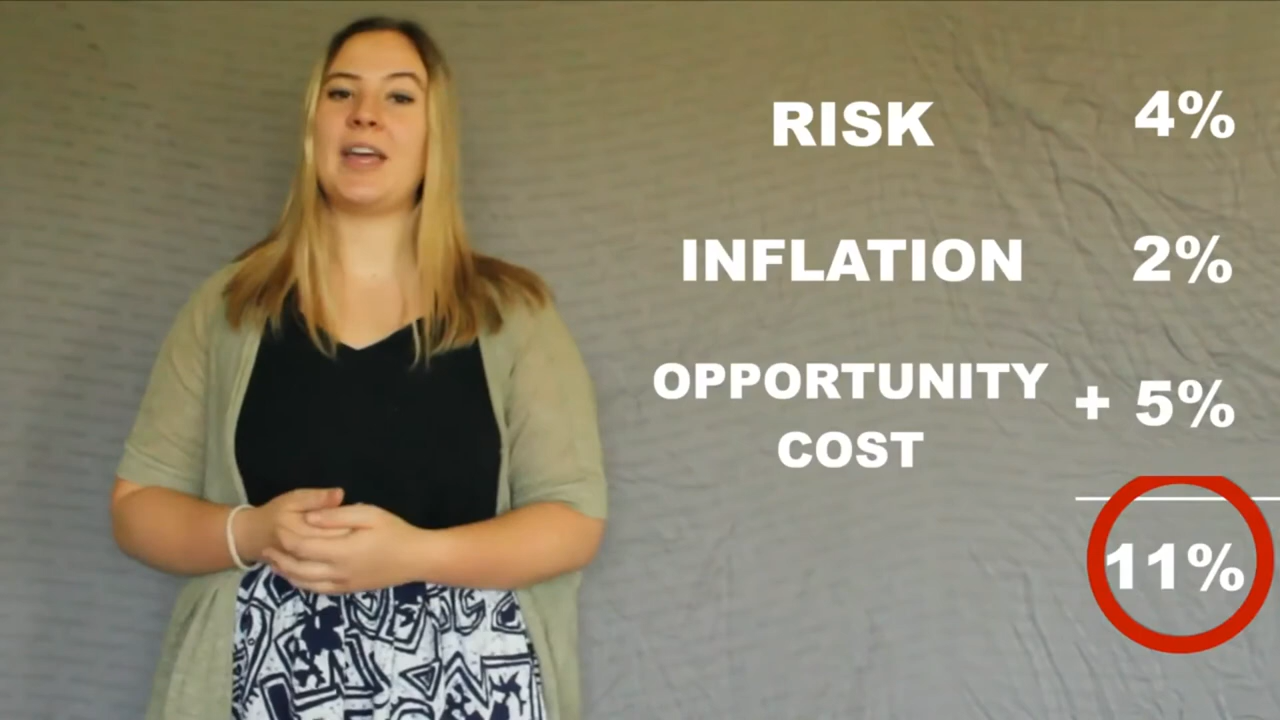 RISK 4%
INFLATION 2%
OPPORTUNITY + 5%
COST
11%